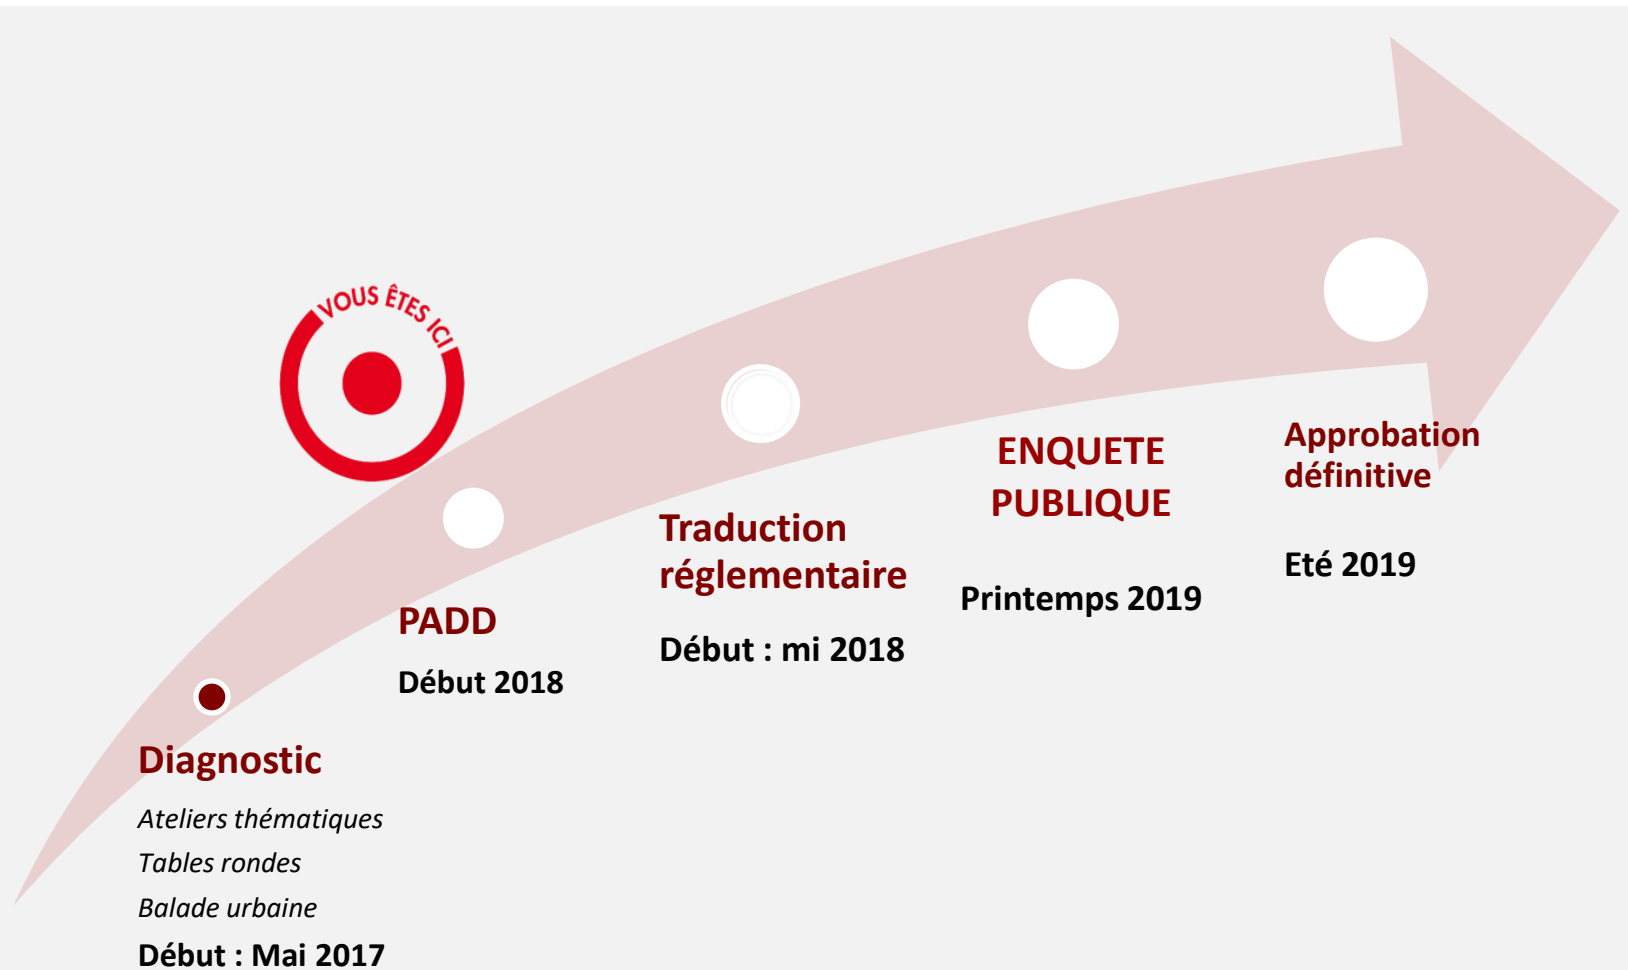 VOUS ÊTES ICI
Diagnostic
Ateliers thématiques
Tables rondes
Balade urbaine
Début : Mai 2017
PADD
Début 2018
Traduction
réglementaire
Début : mi 2018
ENQUETE
PUBLIQUE
Printemps 2019
Approbation
définitive
Eté 2019